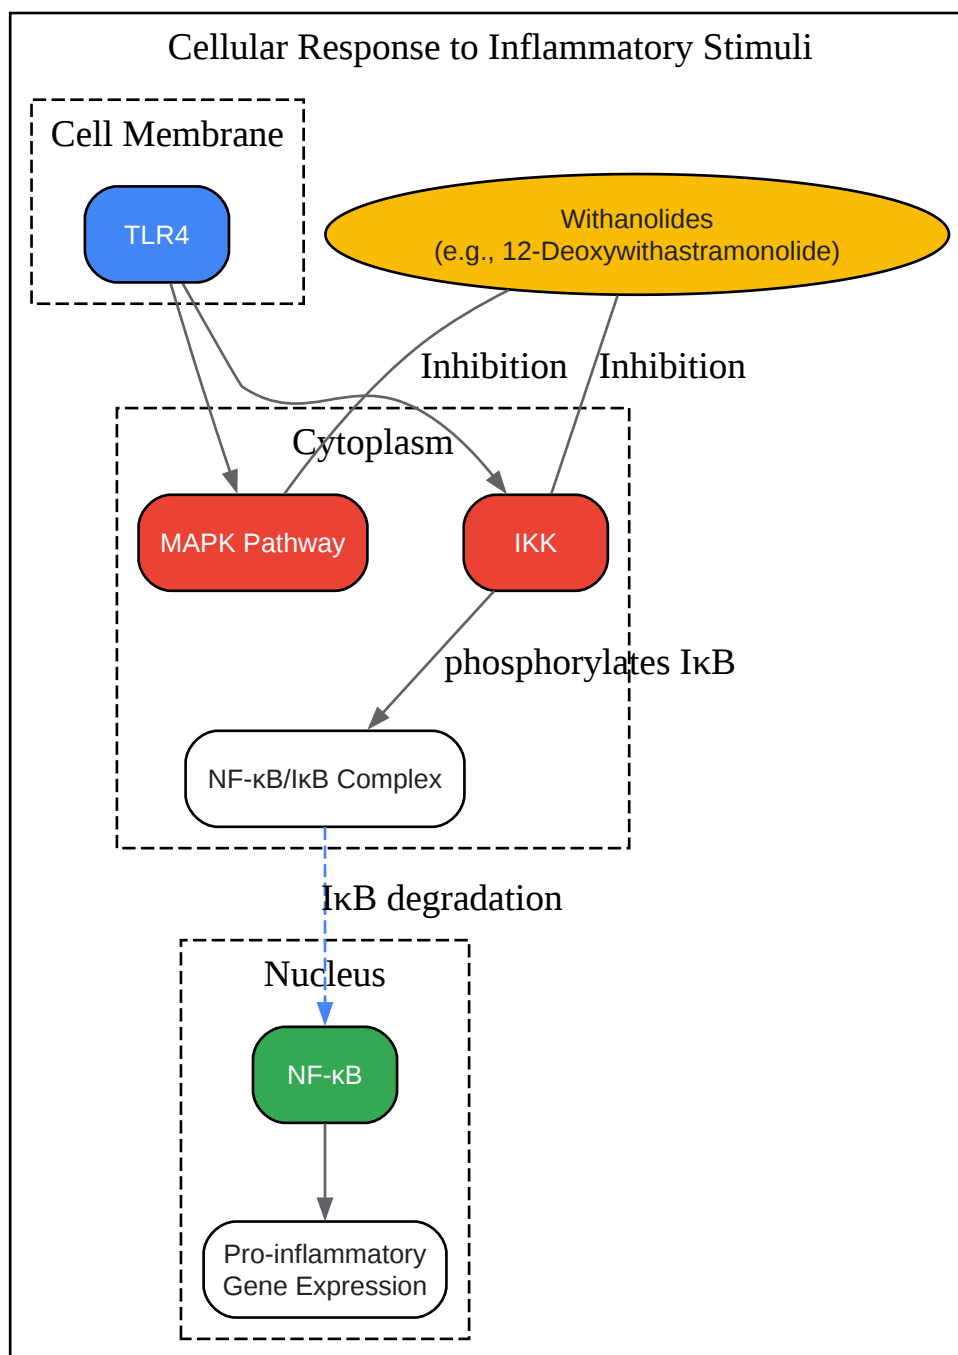 Cellular Response to Inflammatory Stimuli
Cell Membrane
TLR4
Withanolides
(e.g., 12-Deoxywithastramonolide)
Inhibition
Inhibition
Cytoplasm
MAPK Pathway
IKK
phosphorylates IκB
NF-κB/IκB Complex
IκB degradation
Nucleus
NF-κB
Pro-inflammatory
Gene Expression